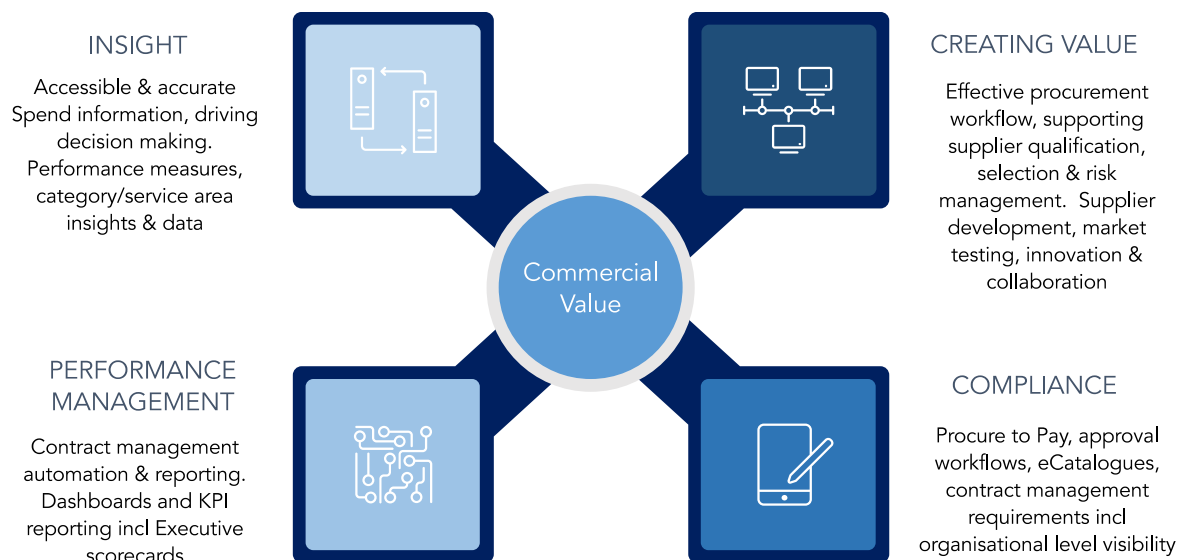 INSIGHT
Accessible & accurate
Spend information, driving
decision making.
Performance measures,
category/service area
insights & data
CREATING VALUE
Effective procurement
workflow, supporting
supplier qualification,
selection & risk
management.  Supplier
development, market
testing, innovation &
collaboration
Commercial
Value
PERFORMANCE
MANAGEMENT
Contract management
automation & reporting.
Dashboards and KPI
reporting incl Executive
scorecards
COMPLIANCE
Procure to Pay, approval
workflows, eCatalogues,
contract management
requirements incl
organisational level visibility